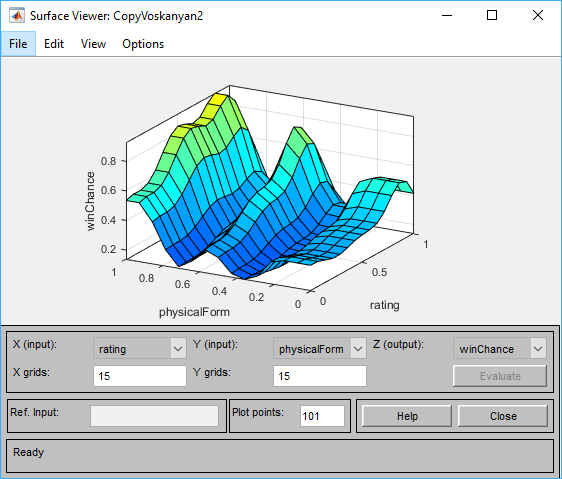 Surface Viewer: CopyVoskanyan2
File Edit View Options
0.8
0.6
0.4
0.2
winChance
1
0.8
0.6
0.4
0.2
0
physicalForm
0
0.5
1
rating
X (input): rating Y (input): physicalForm Z (output): winChance
X grids: 15 Y grids: 15 Evaluate
Ref. Input: Plot points: 101 Help Close
Ready